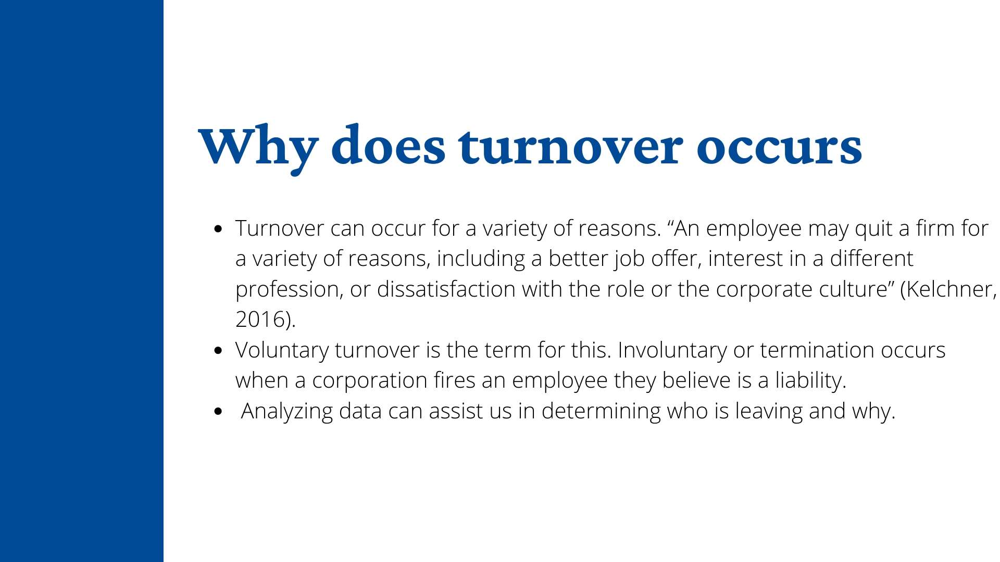 Why does turnover occurs
• Turnover can occur for a variety of reasons. “An employee may quit a firm for
a variety of reasons, including a better job offer, interest in a different
profession, or dissatisfaction with the role or the corporate culture” (Kelchner,
2016).
• Voluntary turnover is the term for this. Involuntary or termination occurs
when a corporation fires an employee they believe is a liability.
• Analyzing data can assist us in determining who is leaving and why.